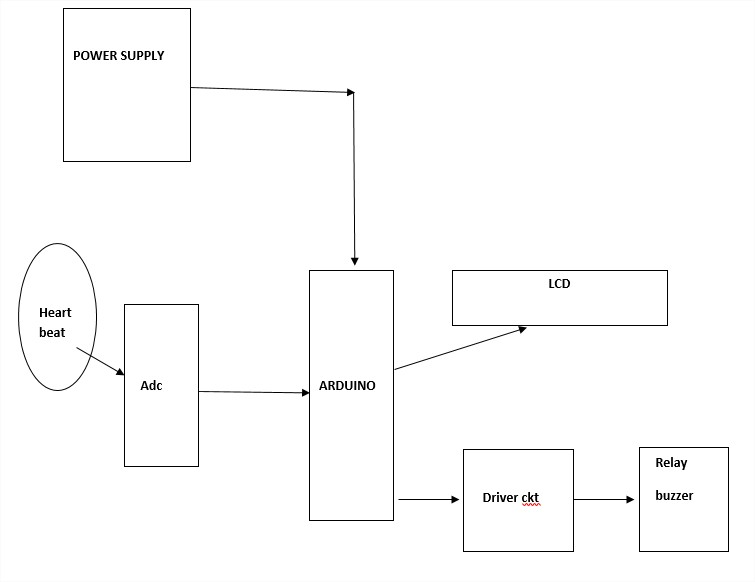 POWER SUPPLY
Heart
beat
Adc
ARDUINO
LCD
Driver ckt
Relay
buzzer